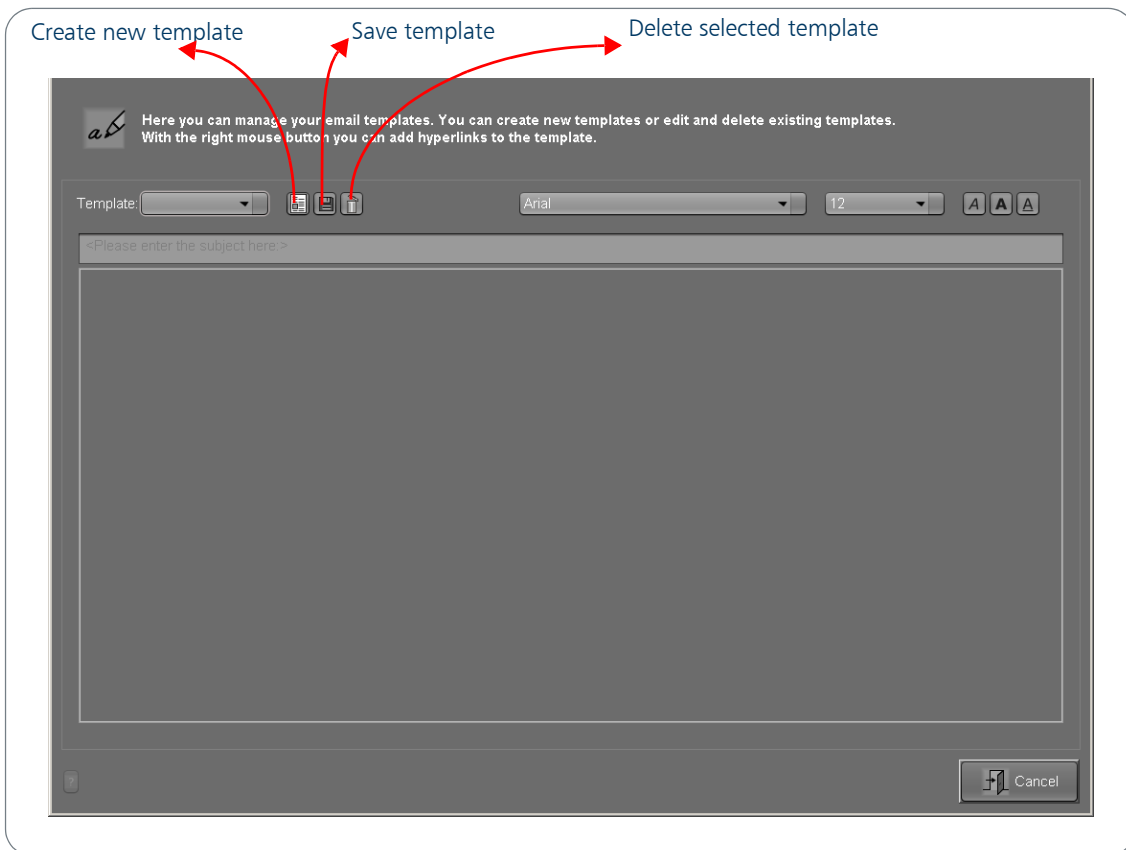 Create new template
Save template
Delete selected template
Here you can manage your email templates. You can create new templates or edit and delete existing templates.
With the right mouse button you can add hyperlinks to the template.
Template:
Arial
12
A A A
<Please enter the subject here:>
?
Cancel